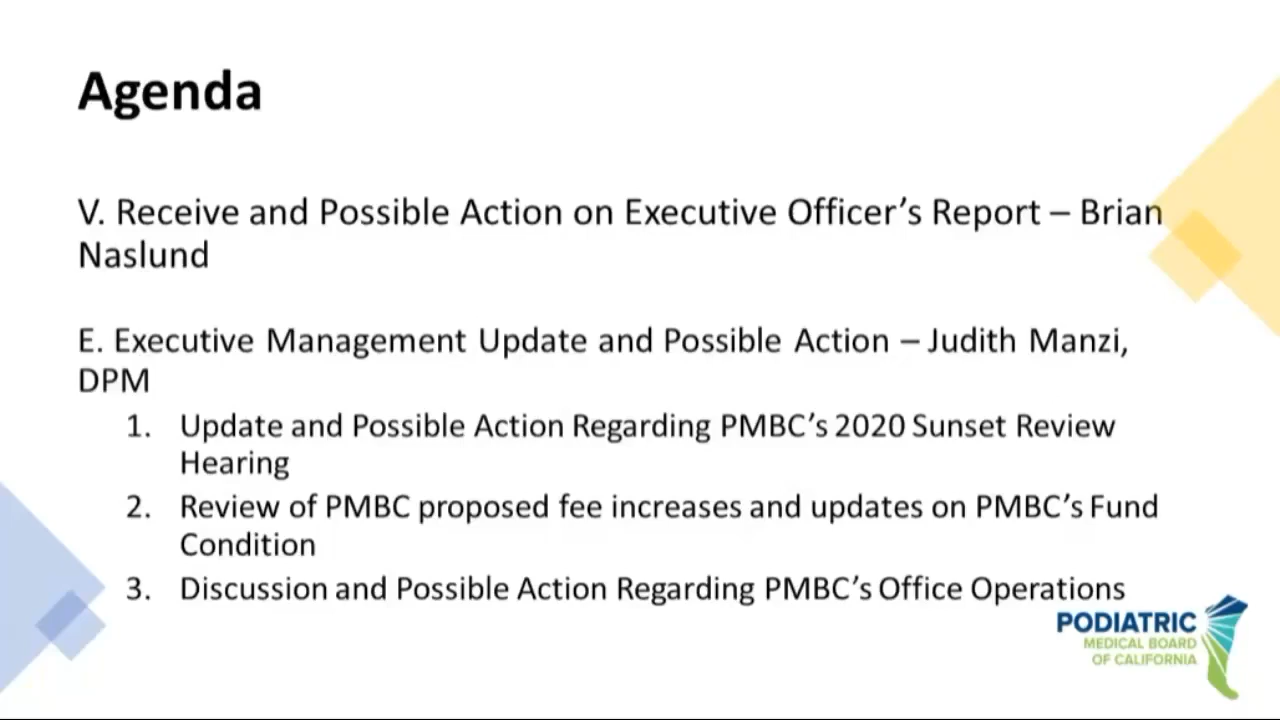 Agenda
V. Receive and Possible Action on Executive Officer’s Report – Brian
Naslund
E. Executive Management Update and Possible Action – Judith Manzi,
DPM
1. Update and Possible Action Regarding PMBC’s 2020 Sunset Review
Hearing
2. Review of PMBC proposed fee increases and updates on PMBC’s Fund
Condition
3. Discussion and Possible Action Regarding PMBC’s Office Operations
PODIATRIC
MEDICAL BOARD
OF CALIFORNIA